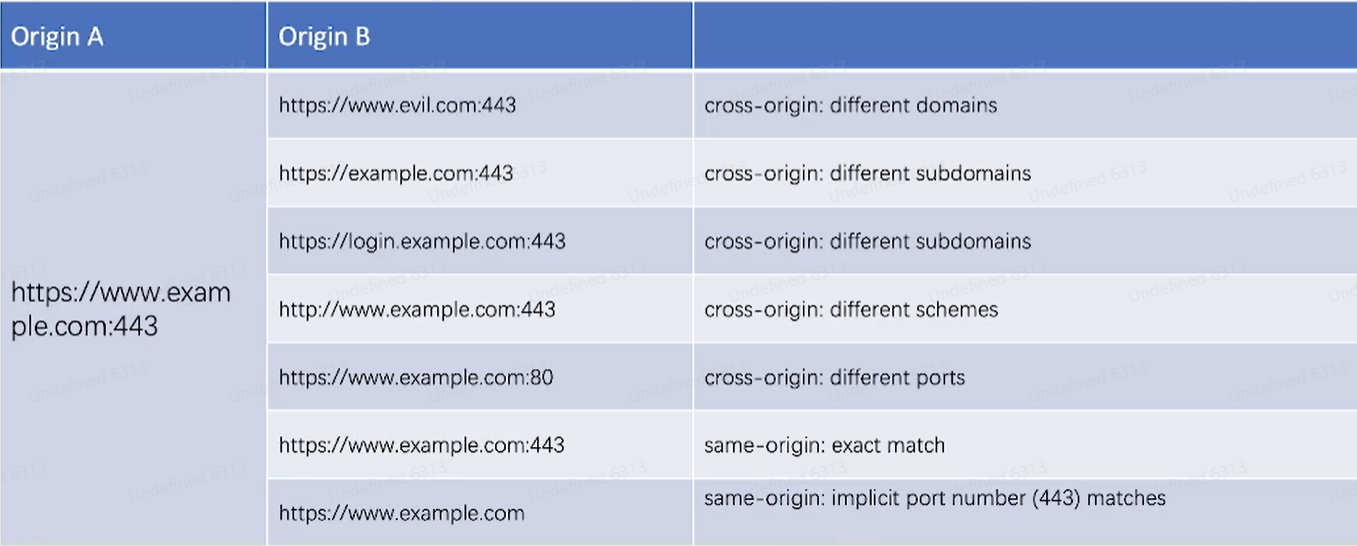 Origin A
Origin B
https://www.exam
ple.com:443
https://www.evil.com:443
cross-origin: different domains
https://example.com:443
cross-origin: different subdomains
https://login.example.com:443
cross-origin: different subdomains
http://www.example.com:443
cross-origin: different schemes
https://www.example.com:80
cross-origin: different ports
https://www.example.com:443
same-origin: exact match
https://www.example.com
same-origin: implicit port number (443) matches
Undefined 6313